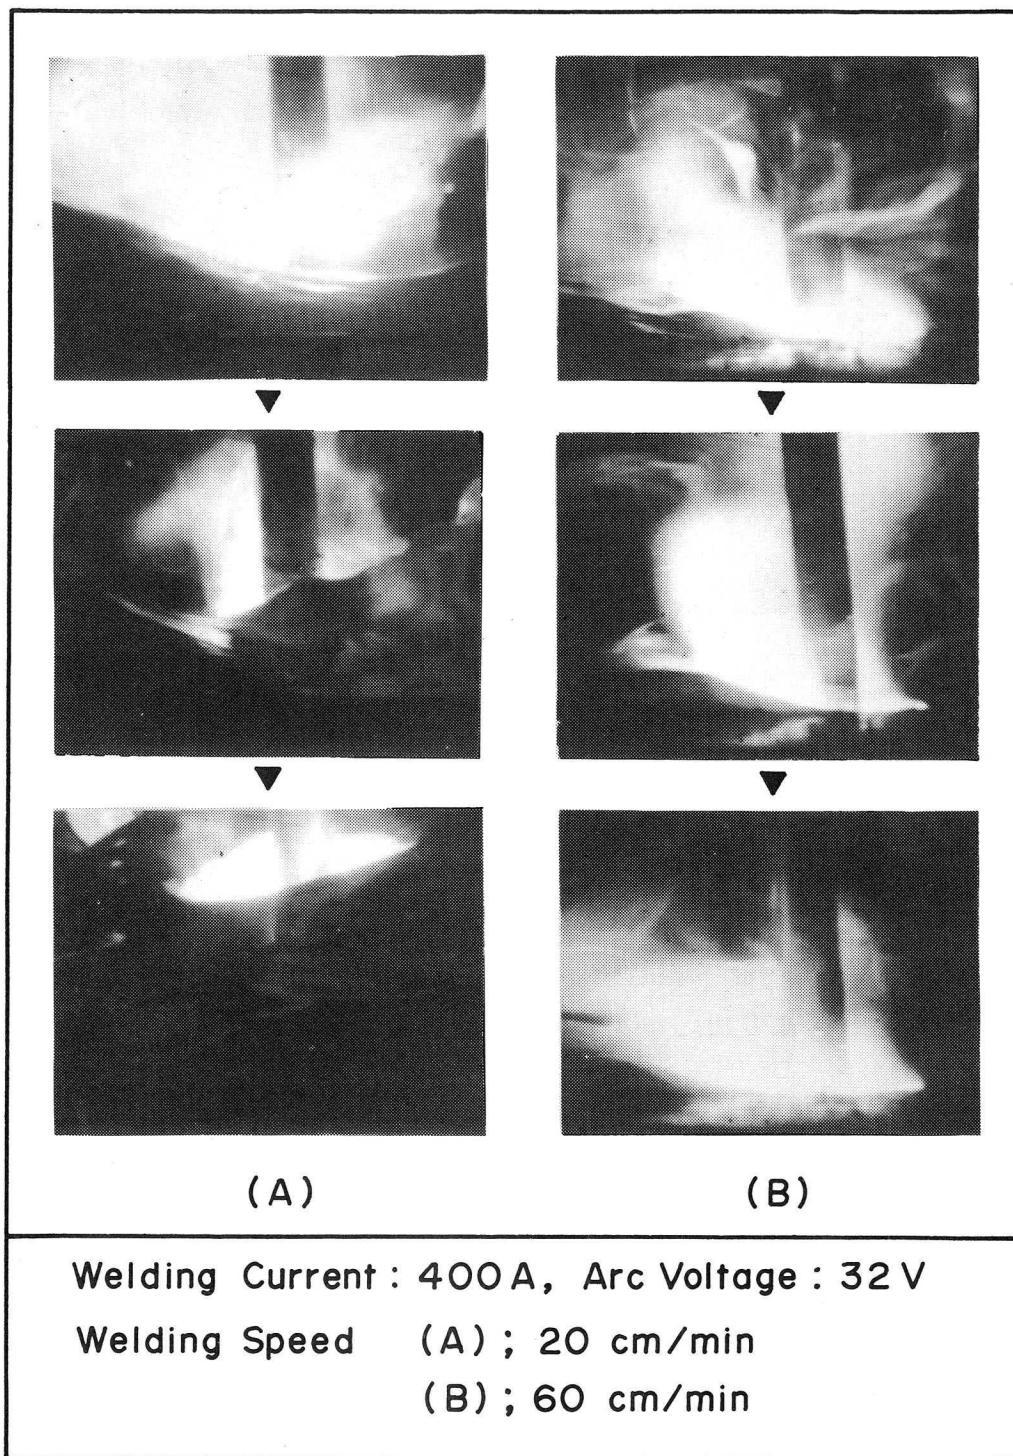 (A)
(B)
Welding Current : 400A, Arc Voltage : 32V
Welding Speed (A) ; 20 cm/min
(B) ; 60 cm/min